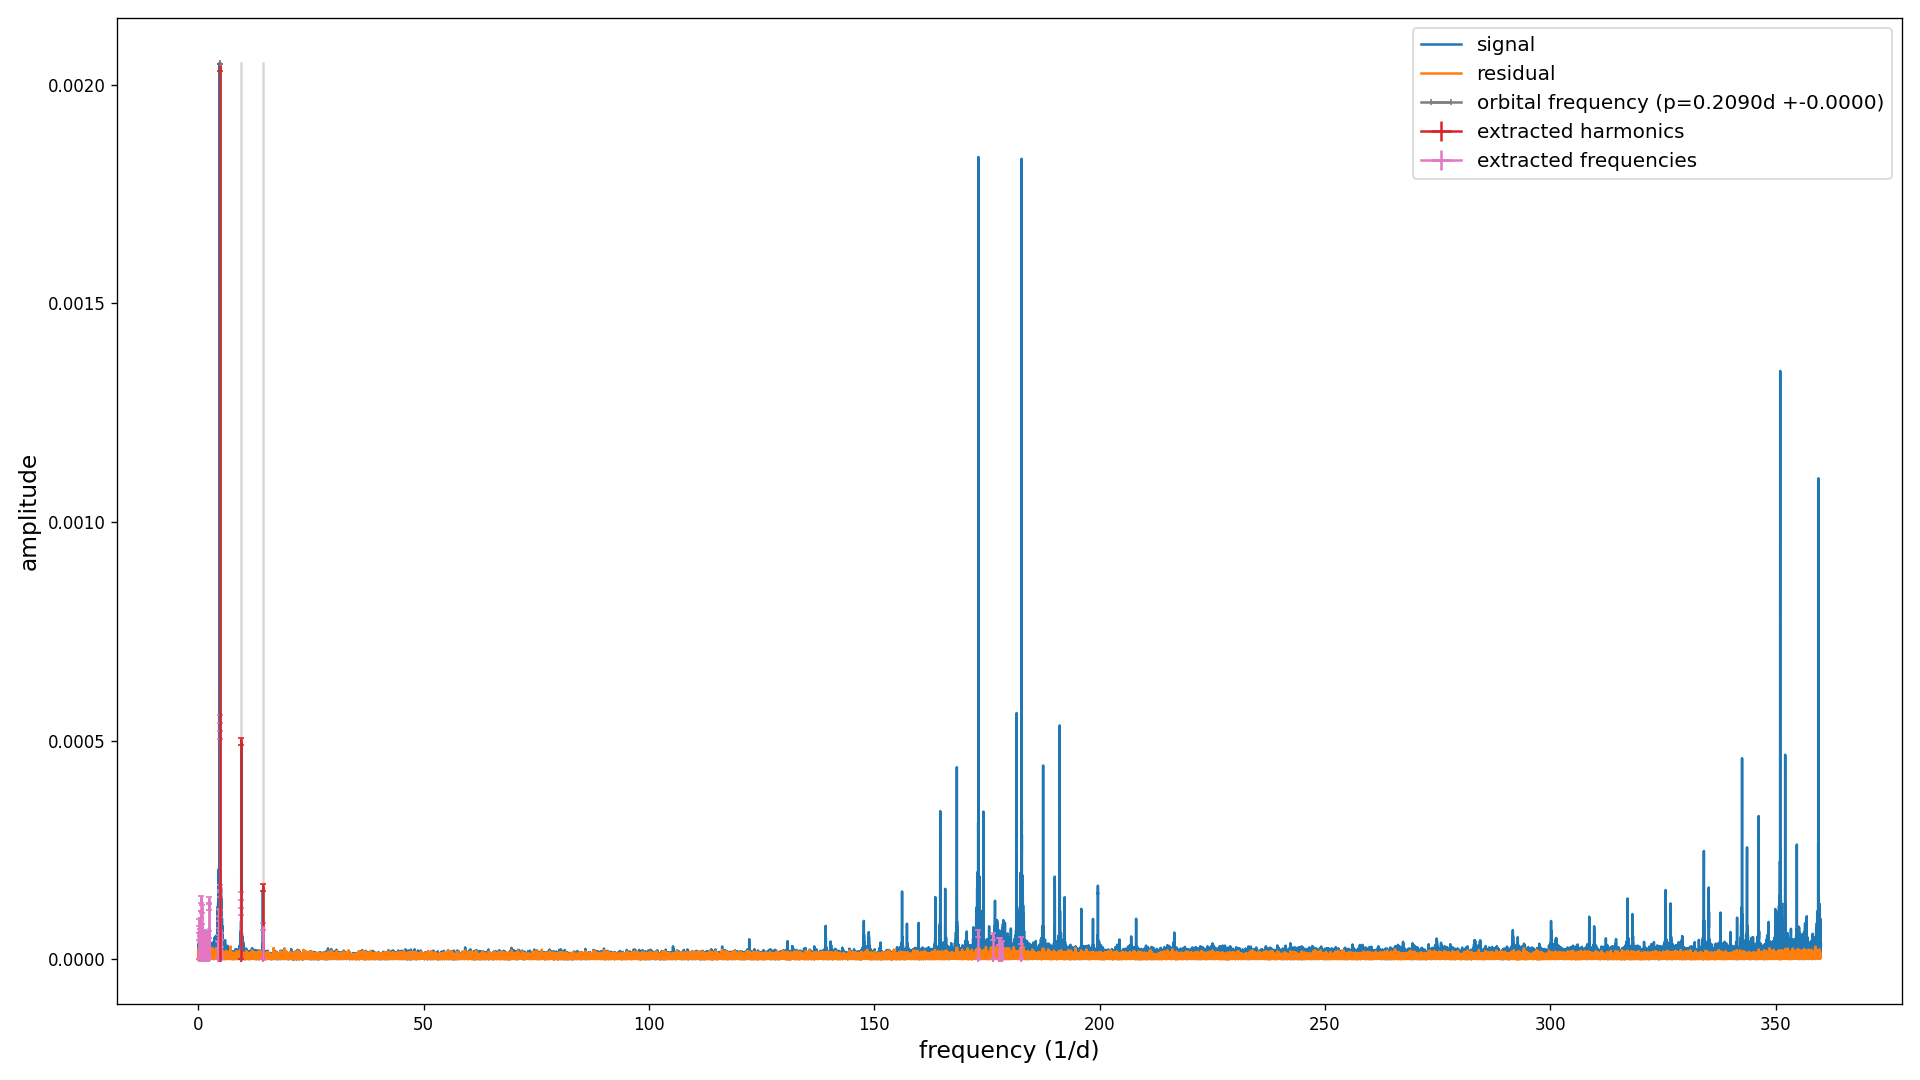 signal
residual
orbital frequency (p=0.2090d +-0.0000)
extracted harmonics
extracted frequencies
amplitude
0.0020
0.0015
0.0010
0.0005
0.0000
0 50 100 150 200 250 300 350
frequency (1/d)